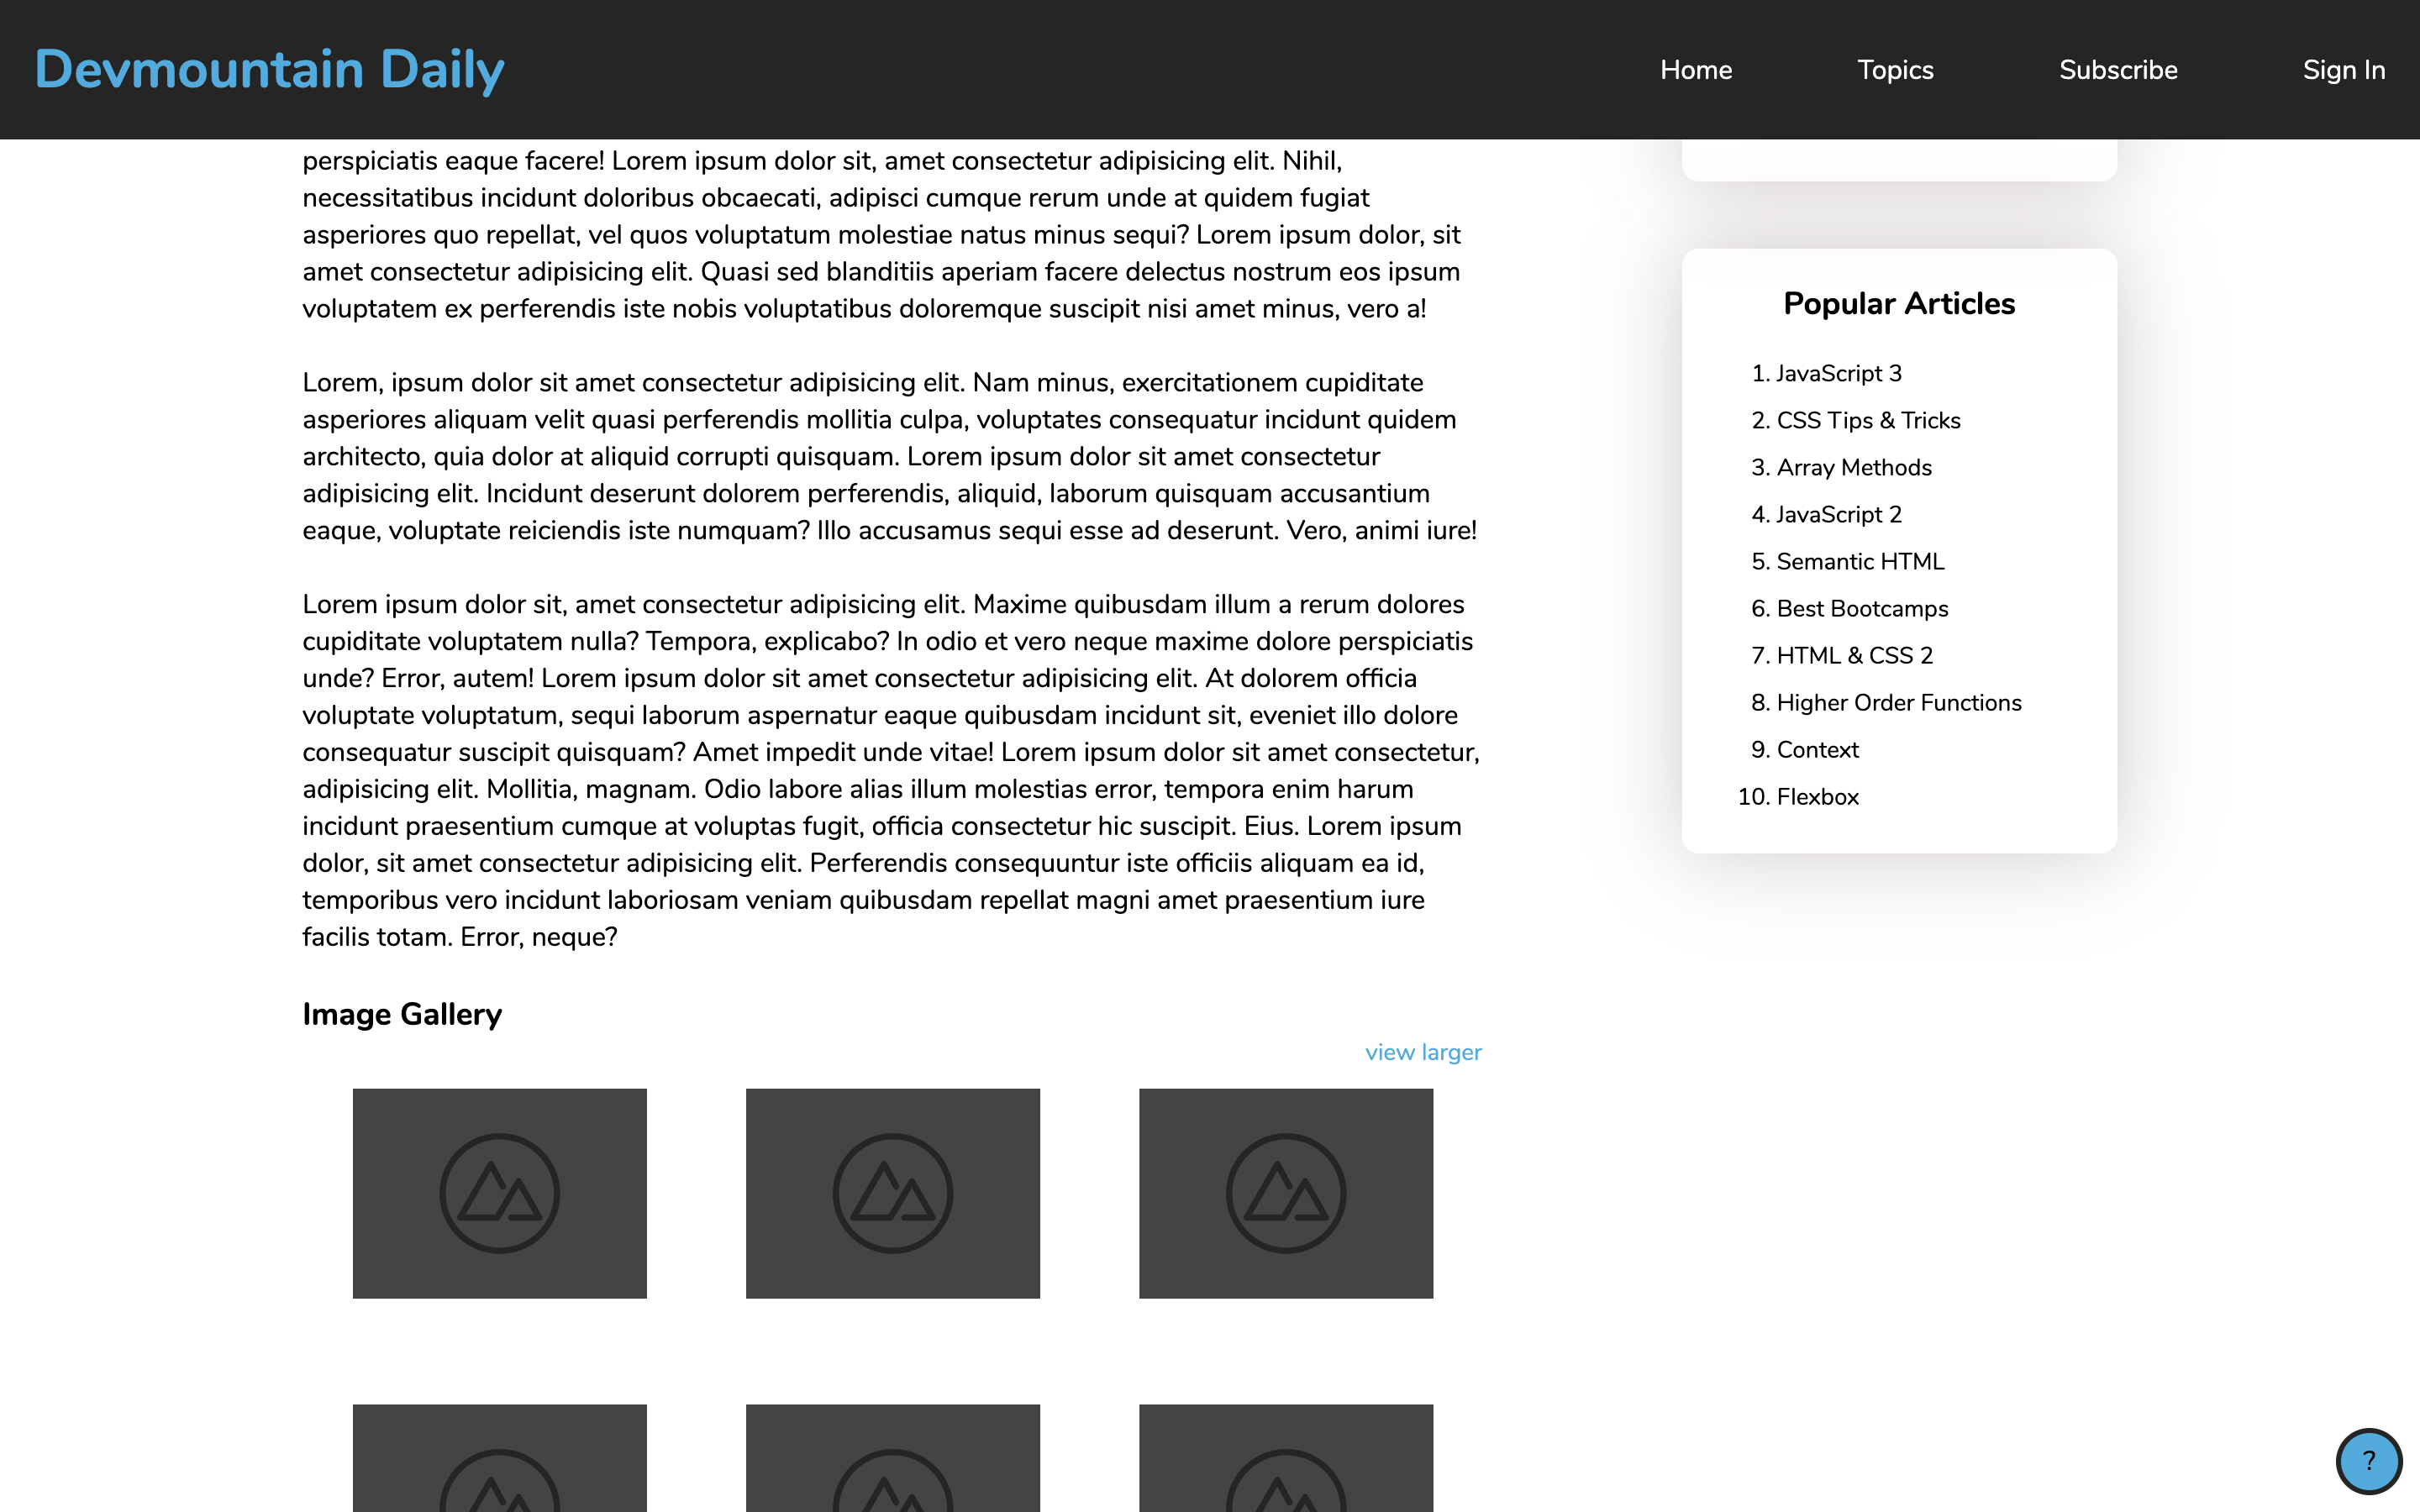 Devmountain Daily
Home
Topics
Subscribe
Sign In
perspiciatis eaque facere! Lorem ipsum dolor sit, amet consectetur adipisicing elit. Nihil,
necessitatibus incidunt doloribus obcaecati, adipisci cumque rerum unde at quidem fugiat
asperiores quo repellat, vel quos voluptatum molestiae natus minus sequi? Lorem ipsum dolor, sit
amet consectetur adipisicing elit. Quasi sed blanditiis aperiam facere delectus nostrum eos ipsum
voluptatem ex perferendis iste nobis voluptatibus doloremque suscipit nisi amet minus, vero a!
Lorem, ipsum dolor sit amet consectetur adipisicing elit. Nam minus, exercitationem cupiditate
asperiores aliquam velit quasi perferendis mollitia culpa, voluptates consequatur incidunt quidem
architecto, quia dolor at aliquid corrupti quisquam. Lorem ipsum dolor sit amet consectetur
adipisicing elit. Incidunt deserunt dolorem perferendis, aliquid, laborum quisquam accusantium
eaque, voluptate reiciendis iste numquam? Illo accusamus sequi esse ad deserunt. Vero, animi iure!
Lorem ipsum dolor sit, amet consectetur adipisicing elit. Maxime quibusdam illum a rerum dolores
cupiditate voluptatem nulla? Tempora, explicabo? In odio et vero neque maxime dolore perspiciatis
unde? Error, autem! Lorem ipsum dolor sit amet consectetur adipisicing elit. At dolorem officia
voluptate voluptatum, sequi laborum aspernatur eaque quibusdam incidunt sit, eveniet illo dolore
consequatur suscipit quisquam? Amet impedit unde vitae! Lorem ipsum dolor sit amet consectetur,
adipisicing elit. Mollitia, magnam. Odio labore alias illum molestias error, tempora enim harum
incidunt praesentium cumque at voluptas fugit, officia consectetur hic suscipit. Eius. Lorem ipsum
dolor, sit amet consectetur adipisicing elit. Perferendis consequuntur iste officiis aliquam ea id,
temporibus vero incidunt laboriosam veniam quibusdam repellat magni amet praesentium iure
facilis totam. Error, neque?
Image Gallery
view larger
Popular Articles
1. JavaScript 3
2. CSS Tips & Tricks
3. Array Methods
4. JavaScript 2
5. Semantic HTML
6. Best Bootcamps
7. HTML & CSS 2
8. Higher Order Functions
9. Context
10. Flexbox
?